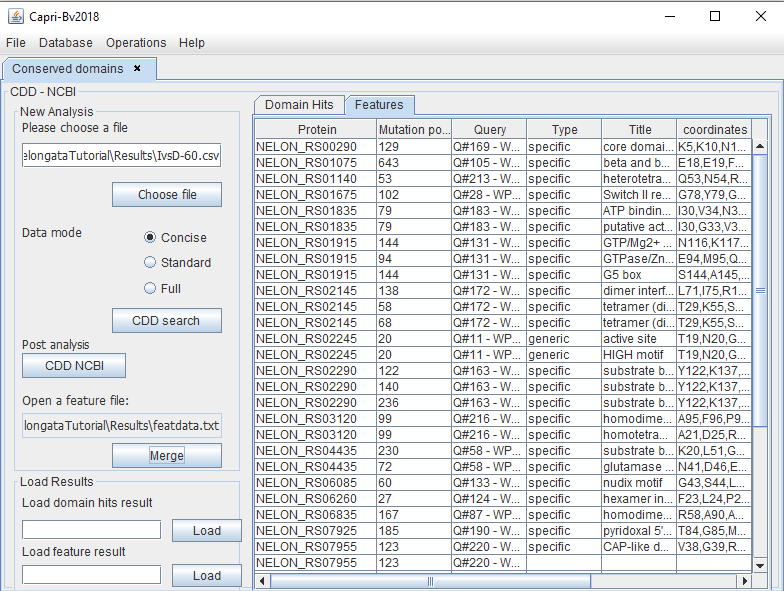 Capri-Bv2018
File Database Operations Help
Conserved domains ×
CDD - NCBI
New Analysis
Please choose a file
elongataTutorial\Results\IvsD-60.csv
Choose file
Data mode
Concise
Standard
Full
CDD search
Post analysis
CDD NCBI
Open a feature file:
longataTutorial\Results\featdata.txt
Merge
Load Results
Load domain hits result
Load
Load feature result
Load
Domain Hits Features
Protein Mutation po... Query Type Title coordinates
NELON_RS00290 129 Q#169 - W... specific core domai... K5,K10,N1...
NELON_RS01075 643 Q#105 - W... specific beta and b... E18,E19,F...
NELON_RS01140 53 Q#213 - W... specific heterotetra... Q53,N54,R...
NELON_RS01675 102 Q#28 - WP... specific Switch II re... G78,Y79,G...
NELON_RS01835 79 Q#183 - W... specific ATP bindin... I30,V34,N3...
NELON_RS01835 79 Q#183 - W... specific putative act... I30,G33,V3...
NELON_RS01915 144 Q#131 - W... specific GTP/Mg2+ ... N116,K117...
NELON_RS01915 94 Q#131 - W... specific GTPase/Zn... E94,M95,Q...
NELON_RS01915 144 Q#131 - W... specific G5 box S144,A145,...
NELON_RS02145 138 Q#172 - W... specific dimer interf... L71,I75,R1...
NELON_RS02145 58 Q#172 - W... specific tetramer (di... T29,K55,S...
NELON_RS02145 68 Q#172 - W... specific tetramer (di... T29,K55,S...
NELON_RS02245 20 Q#11 - WP... generic active site T19,N20,G...
NELON_RS02245 20 Q#11 - WP... generic HIGH motif T19,N20,G...
NELON_RS02290 122 Q#163 - W... specific substrate b... Y122,K137,...
NELON_RS02290 140 Q#163 - W... specific substrate b... Y122,K137,...
NELON_RS02290 236 Q#163 - W... specific substrate b... Y122,K137,...
NELON_RS03120 99 Q#216 - W... specific homodime... A95,F96,P9...
NELON_RS03120 99 Q#216 - W... specific homotetra... A21,D25,R...
NELON_RS04435 230 Q#58 - WP... specific substrate b... K20,L51,G...
NELON_RS04435 72 Q#58 - WP... specific glutamase ... N41,D46,E...
NELON_RS06085 60 Q#133 - W... specific nudix motif G43,S44,L...
NELON_RS06260 27 Q#124 - W... specific hexamer in... F23,L24,P2...
NELON_RS06835 167 Q#87 - WP... specific homodime... R58,A90,A...
NELON_RS07925 185 Q#190 - W... specific pyridoxal 5'... T84,G85,M...
NELON_RS07955 123 Q#220 - W... specific CAP-like d... V38,G39,R...
NELON_RS07955 123 Q#220 - W...